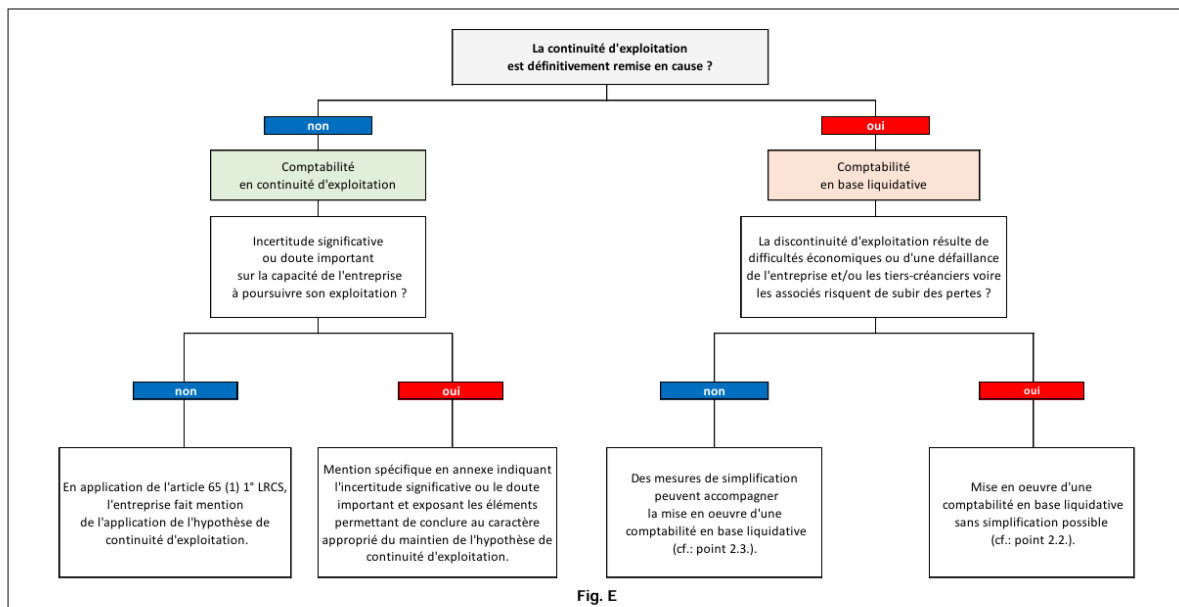 La continuité d'exploitation
est définitivement remise en cause ?
non
oui
Comptabilité
en continuité d'exploitation
Comptabilité
en base liquidative
Incertitude significative
ou doute important
sur la capacité de l'entreprise
à poursuivre son exploitation ?
La discontinuité d'exploitation résulte de
difficultés économiques ou d'une défaillance
de l'entreprise et/ou les tiers-créanciers voire
les associés risquent de subir des pertes ?
non
oui
non
oui
En application de l'article 65 (1) 1° LRCS,
l'entreprise fait mention
de l'application de l'hypothèse de
continuité d'exploitation.
Mention spécifique en annexe indiquant
l'incertitude significative ou le doute
important et exposant les éléments
permettant de conclure au caractère
approprié du maintien de l'hypothèse de
continuité d'exploitation.
Des mesures de simplification
peuvent accompagner
la mise en oeuvre d'une
comptabilité en base liquidative
(cf.: point 2.3.).
Mise en oeuvre d'une
comptabilité en base liquidative
sans simplification possible
(cf.: point 2.2.).
Fig. E